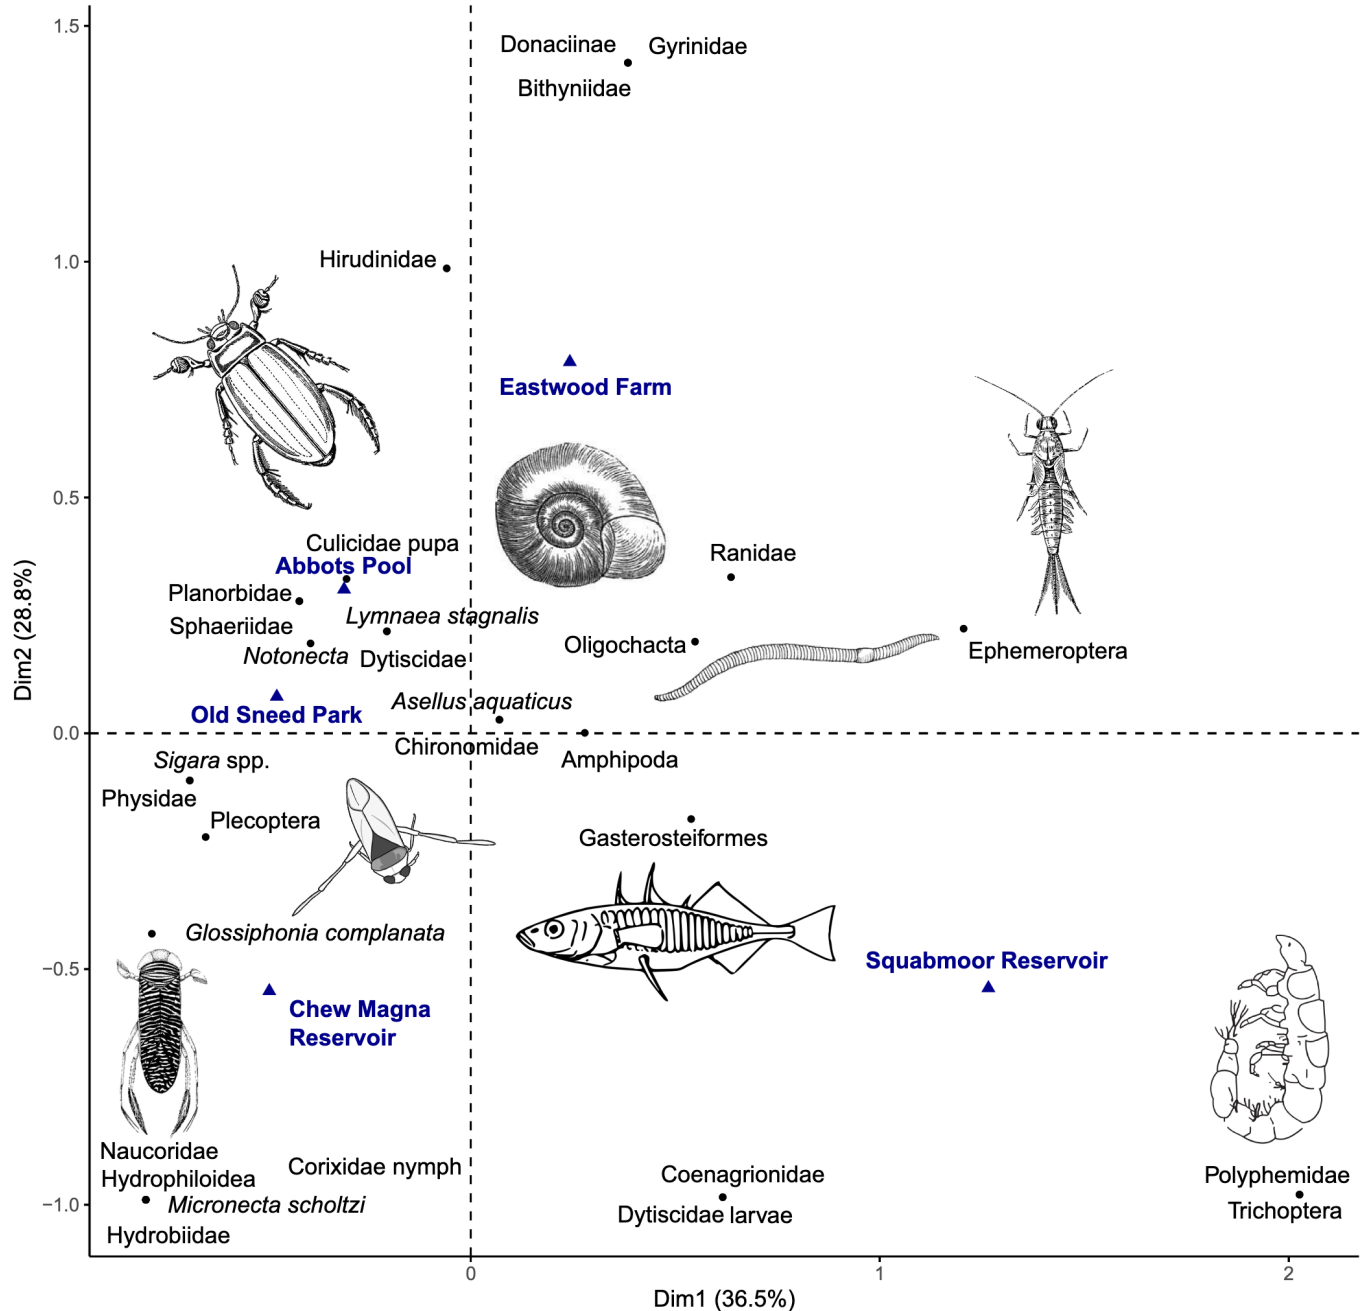 1.5
Donaciinae Gyrinidae
Bithyniidae
1.0
Hirudinidae
Eastwood Farm
0.5
Culicidae pupa
Abbots Pool
Ranidae
Planorbidae
Lymnaea stagnalis
Sphaeriidae
Oligochacta
Ephemeroptera
Notonecta Dytiscidae
Asellus aquaticus
Old Sneed Park
0.0
Chironomidae
Sigara spp.
Amphipoda
Physidae
Plecoptera
Gasterosteiformes
Glossiphonia complanata
Squabmoor Reservoir
−0.5
Chew Magna
Reservoir
Naucoridae
Corixidae nymph
Hydrophiloidea
Coenagrionidae
Polyphemidae
−1.0
Micronecta scholtzi
Dytiscidae larvae
Trichoptera
Hydrobiidae
0 1 2
Dim1 (36.5%)
Dim2 (28.8%)